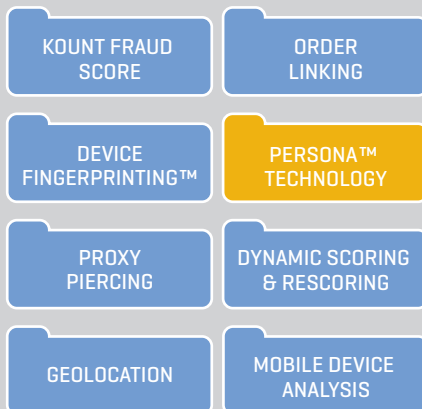 KOUNT FRAUD
SCORE
ORDER
LINKING
DEVICE
FINGERPRINTING™
PERSONA™
TECHNOLOGY
PROXY
PIERCING
DYNAMIC SCORING
& RESCORING
GEOLOCATION
MOBILE DEVICE
ANALYSIS